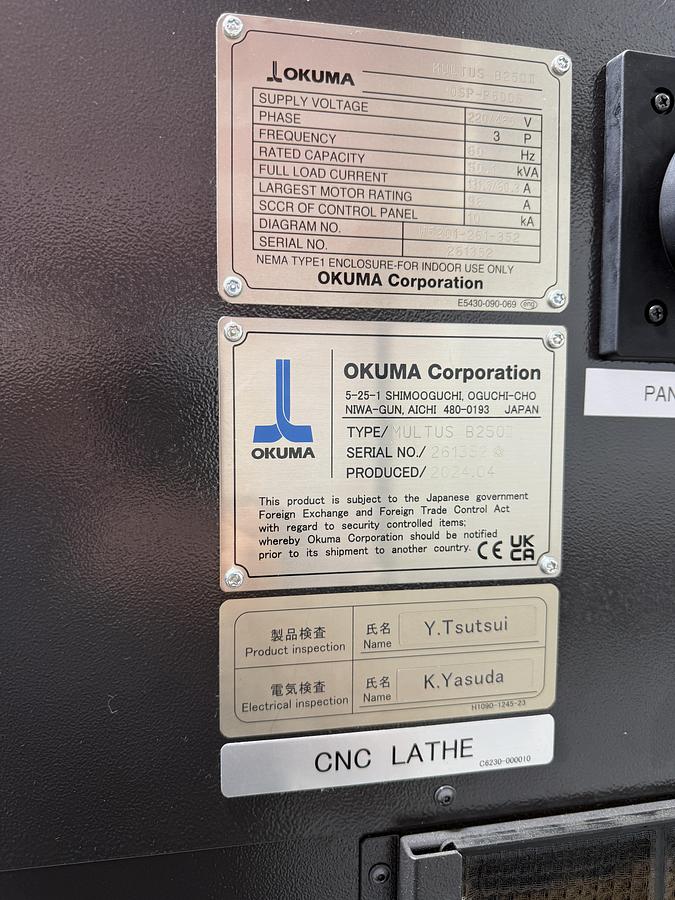 OKUMA
MULTUS B250II
OSP-P500S
SUPPLY VOLTAGE V
PHASE 3 P
FREQUENCY 60 Hz
RATED CAPACITY kVA
FULL LOAD CURRENT A
LARGEST MOTOR RATING A
SCCR OF CONTROL PANEL 10 kA
DIAGRAM NO.
SERIAL NO. 261352
NEMA TYPE1 ENCLOSURE-FOR INDOOR USE ONLY
OKUMA Corporation
E5430-090-069 eng
OKUMA
OKUMA Corporation
5-25-1 SHIMOOGUCHI, OGUCHI-CHO
NIWA-GUN, AICHI 480-0193 JAPAN
TYPE/ MULTUS B250II
SERIAL NO./ 261352
PRODUCED/ 2024.04
This product is subject to the Japanese government
Foreign Exchange and Foreign Trade Control Act
with regard to security controlled items;
whereby Okuma Corporation should be notified
prior to its shipment to another country.
CE UK CA
製品検査 氏名 Y.Tsutsui
Product inspection Name
電気検査 氏名 K.Yasuda
Electrical inspection Name
H1090-1245-23
CNC LATHE C6230-000010
PAN